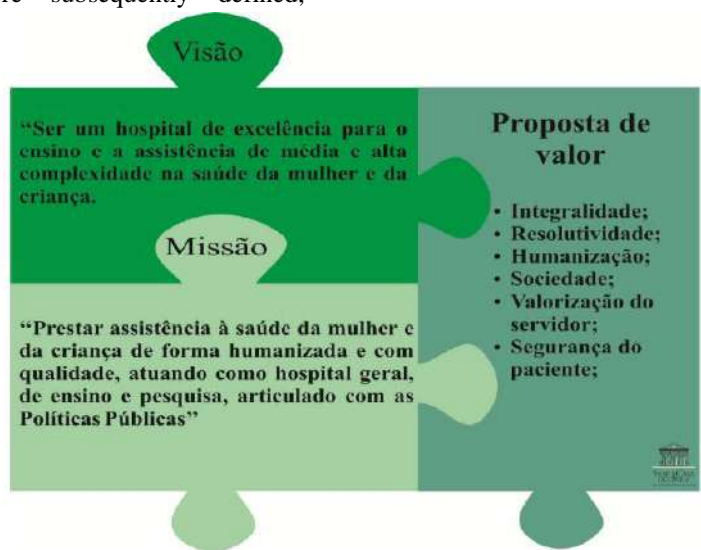 subsequently defined,
Visão
“Ser um hospital de excelência para o
ensino e a assistência de média e alta
complexidade na saúde da mulher e da
criança.
Missão
“Prestar assistência à saúde da mulher e
da criança de forma humanizada e com
qualidade, atuando como hospital geral,
de ensino e pesquisa, articulado com as
Políticas Públicas”
Proposta de
valor
• Integralidade;
• Resolutividade;
• Humanização;
• Sociedade;
• Valorização do
servidor;
• Segurança do
paciente;